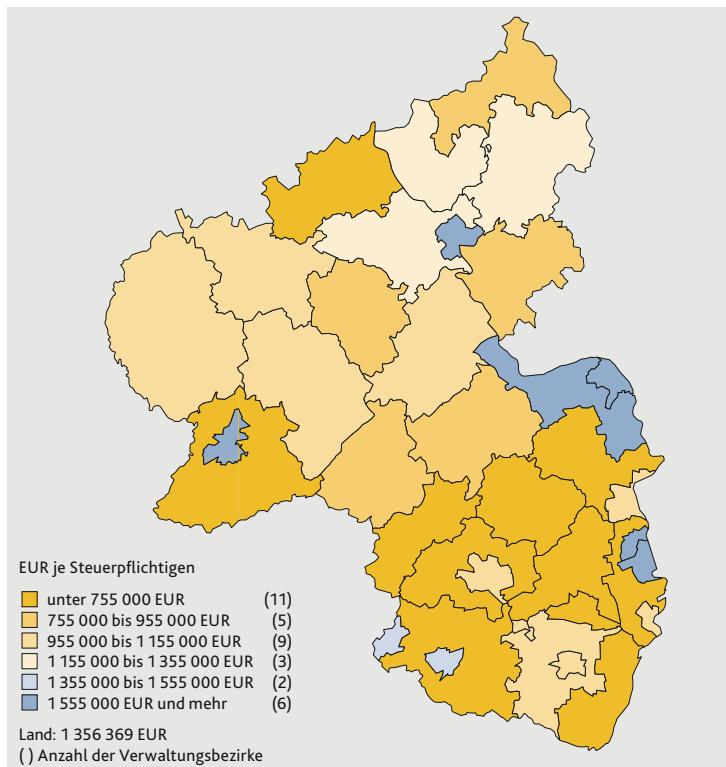 EUR je Steuerpflichtigen
unter 755 000 EUR (11)
755 000 bis 955 000 EUR (5)
955 000 bis 1 155 000 EUR (9)
1 155 000 bis 1 355 000 EUR (3)
1 355 000 bis 1 555 000 EUR (2)
1 555 000 EUR und mehr (6)
Land: 1 356 369 EUR
( ) Anzahl der Verwaltungsbezirke